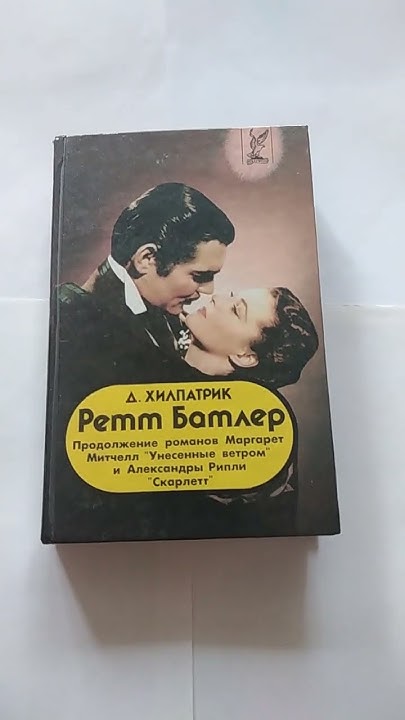 Д. ХИЛПАТРИК
Ретт Батлер
Продолжение романов Маргарет
Митчелл "Унесенные ветром"
и Александры Рипли
"Скарлетт"